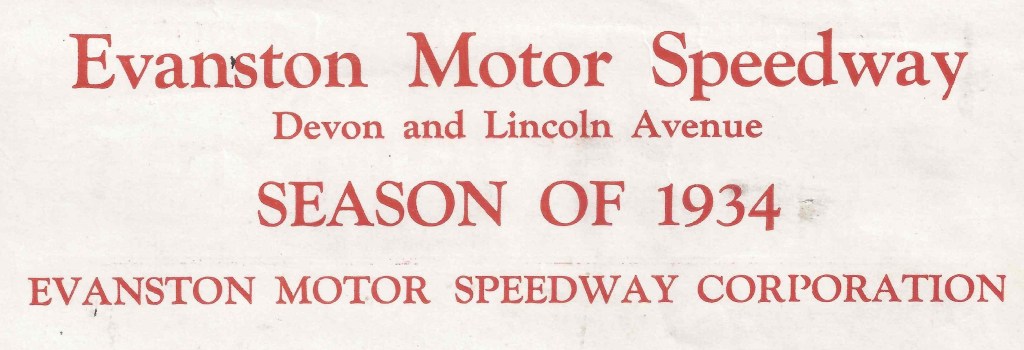 Evanston Motor Speedway
Devon and Lincoln Avenue
SEASON OF 1934
EVANSTON MOTOR SPEEDWAY CORPORATION